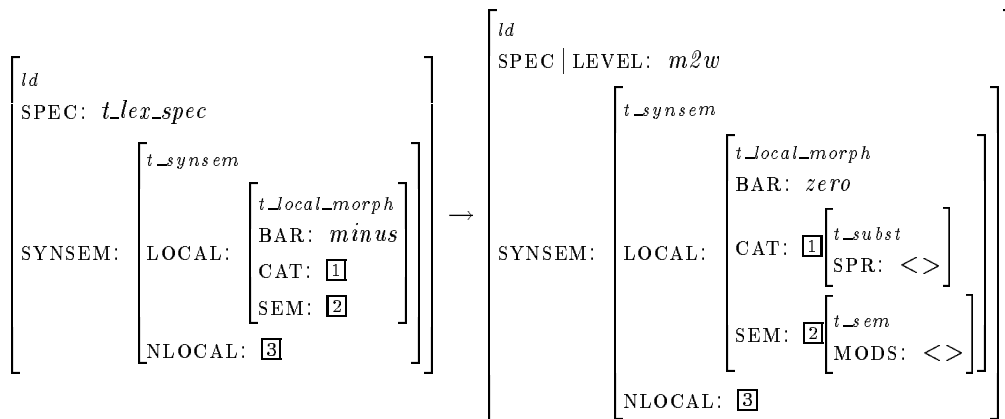 ld
SPEC: t_lex_spec
SYNSEM:
t_synsem
LOCAL:
t_local_morph
BAR: minus
CAT: 1
SEM: 2
NLOCAL: 3
→
ld
SPEC | LEVEL: m2w
SYNSEM:
t_synsem
LOCAL:
t_local_morph
BAR: zero
CAT: 1
t_subst
SPR: <>
SEM: 2
t_sem
MODS: <>
NLOCAL: 3